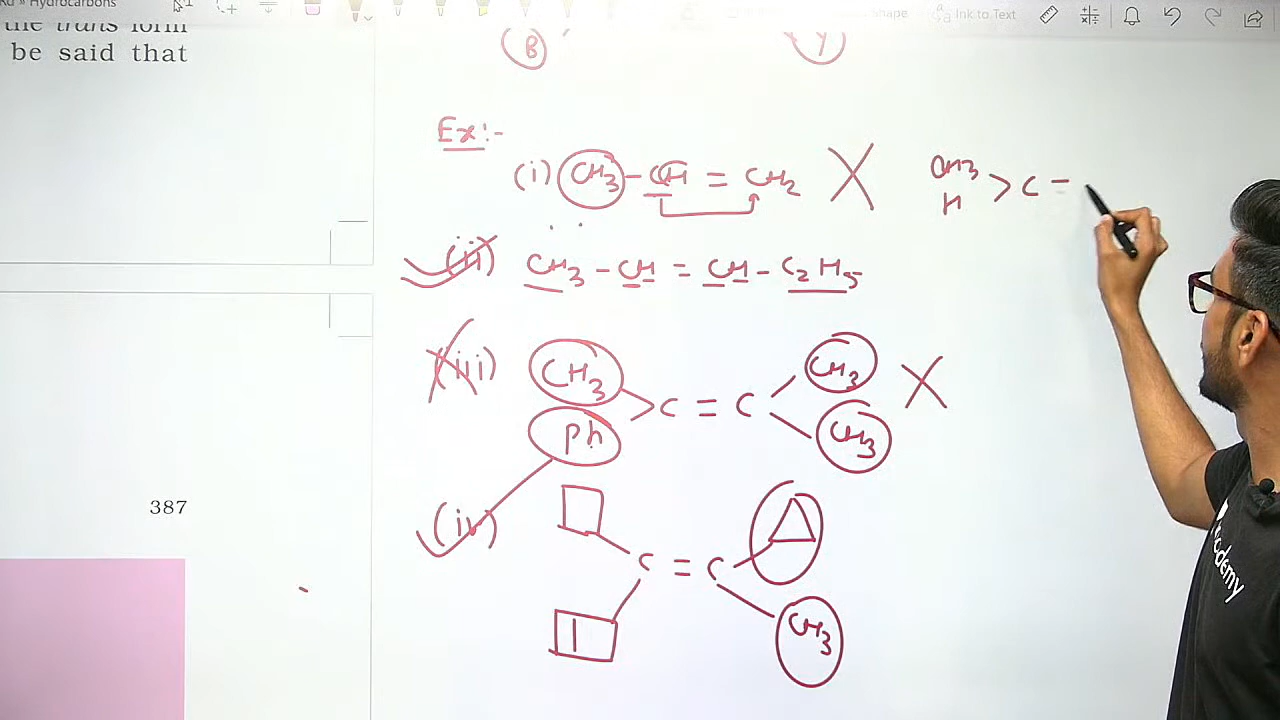 Hydrocarbons
Shape
Ink to Text
the trans form
be said that
B
Y
Ex:-
(i) CH3 - CH = CH2
CH3
H > C =
(ii) CH3 - CH = CH - C2H5
(iii) CH3
Ph
C = C
CH3
CH3
(iv)
C = C
CH3
387
ademy